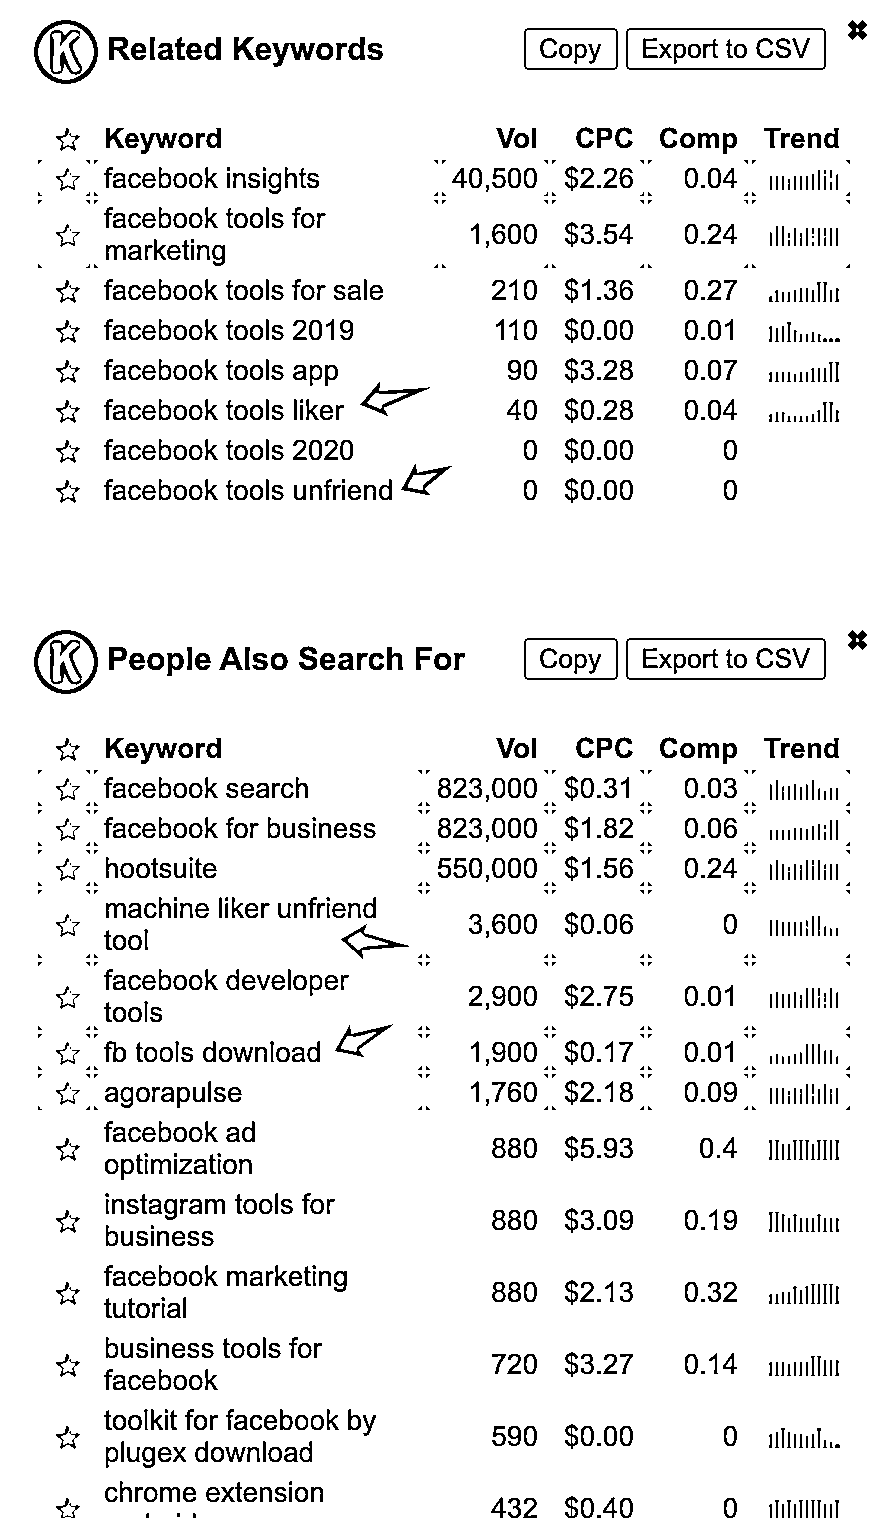 K Related Keywords Copy Export to CSV ✖
☆ Keyword Vol CPC Comp Trend
☆ facebook insights 40,500 $2.26 0.04
facebook tools for
☆ marketing 1,600 $3.54 0.24
☆ facebook tools for sale 210 $1.36 0.27
☆ facebook tools 2019 110 $0.00 0.01
☆ facebook tools app 90 $3.28 0.07
☆ facebook tools liker 40 $0.28 0.04
☆ facebook tools 2020 0 $0.00 0
☆ facebook tools unfriend 0 $0.00 0
K People Also Search For Copy Export to CSV ✖
☆ Keyword Vol CPC Comp Trend
☆ facebook search 823,000 $0.31 0.03
☆ facebook for business 823,000 $1.82 0.06
☆ hootsuite 550,000 $1.56 0.24
machine liker unfriend
☆ tool 3,600 $0.06 0
facebook developer
☆ tools 2,900 $2.75 0.01
☆ fb tools download 1,900 $0.17 0.01
☆ agorapulse 1,760 $2.18 0.09
facebook ad
☆ optimization 880 $5.93 0.4
instagram tools for
☆ business 880 $3.09 0.19
facebook marketing
☆ tutorial 880 $2.13 0.32
business tools for
☆ facebook 720 $3.27 0.14
toolkit for facebook by
☆ plugex download 590 $0.00 0
chrome extension
☆ 432 $0.40 0